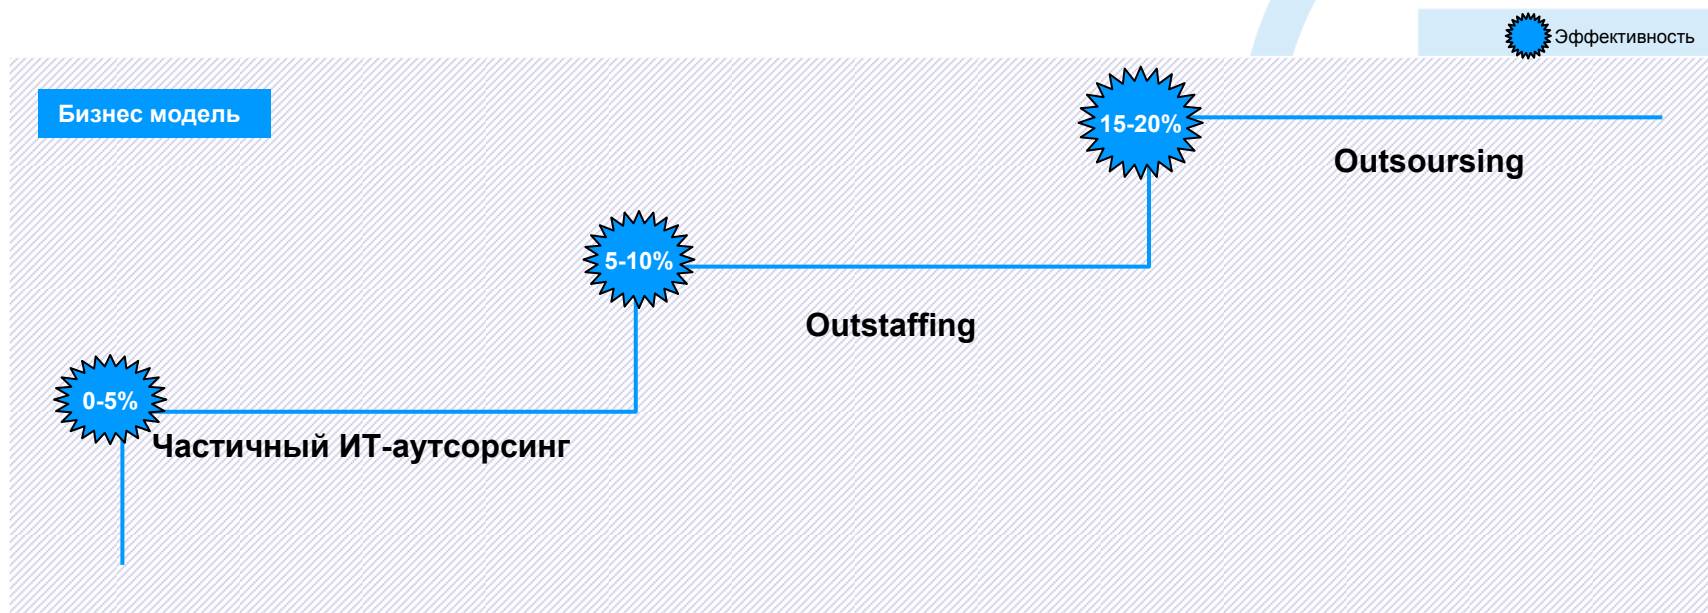 Эффективность
Бизнес модель
15-20%
Outsoursing
5-10%
Outstaffing
0-5%
Частичный ИТ-аутсорсинг